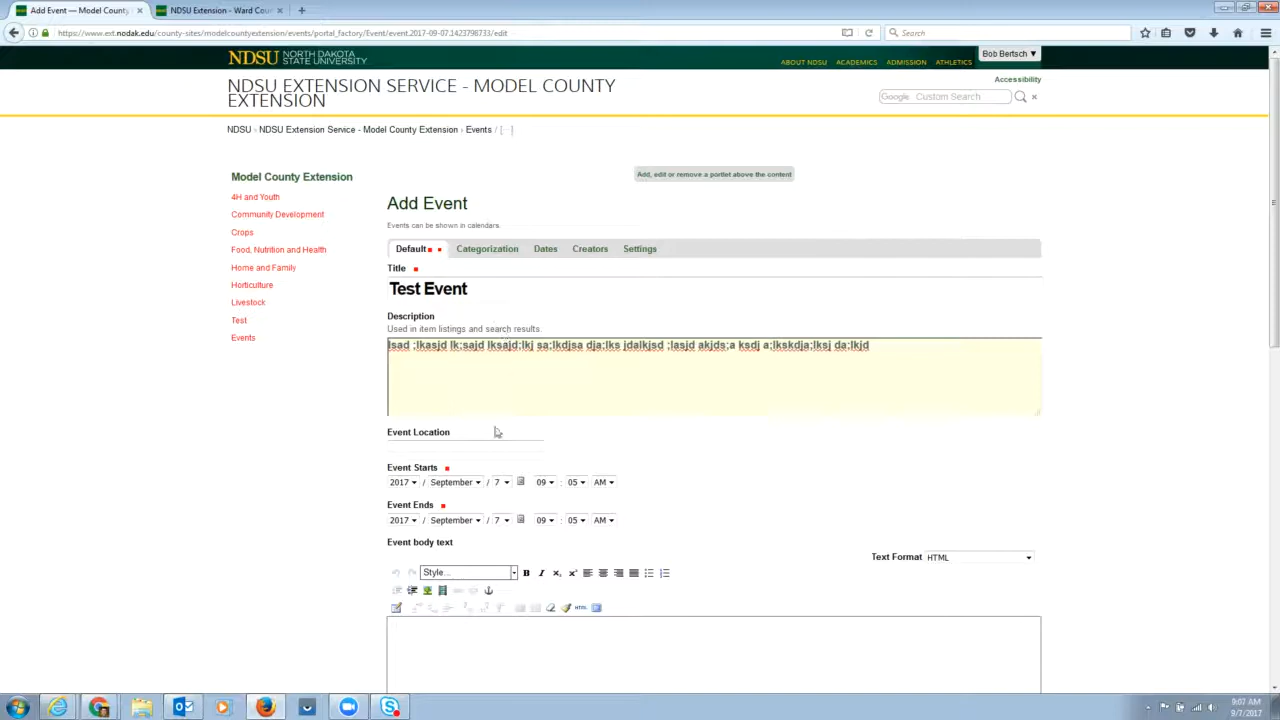 Add Event — Model County
NDSU Extension - Ward Cou
https://www.ext.nodak.edu/county-sites/modelcountyextension/events/portal_factory/Event/event.2017-09-07.1423798733/edit
Search
NDSU NORTH DAKOTA STATE UNIVERSITY
Bob Bertsch ▼
ABOUT NDSU ACADEMICS ADMISSION ATHLETICS
Accessibility
NDSU EXTENSION SERVICE - MODEL COUNTY
EXTENSION
Google Custom Search
NDSU › NDSU Extension Service - Model County Extension › Events / […]
Model County Extension
4H and Youth
Community Development
Crops
Food, Nutrition and Health
Home and Family
Horticulture
Livestock
Test
Events
Add, edit or remove a portlet above the content
Add Event
Events can be shown in calendars.
Default Categorization Dates Creators Settings
Title
Test Event
Description
Used in item listings and search results.
lsad ;lkasjd lk;sajd lksajd;lkj sa;lkdjsa dja;lks jdalkjsd ;lasjd akjds;a ksdj a;lkskdja;lksj da;lkjd
Event Location
Event Starts
2017 / September / 7 09 : 05 AM
Event Ends
2017 / September / 7 09 : 05 AM
Event body text
Text Format HTML
Style...
B I
HTML
9:07 AM
9/7/2017